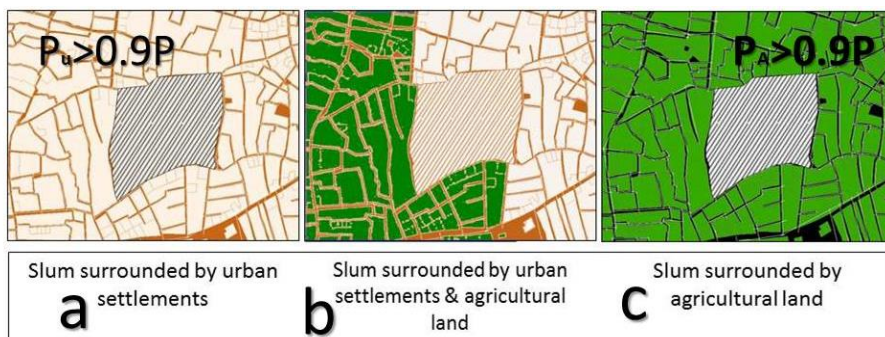 Pu>0.9P
PA>0.9P
Slum surrounded by urban
settlements
a
Slum surrounded by urban
settlements & agricultural
land
b
Slum surrounded by
agricultural land
c